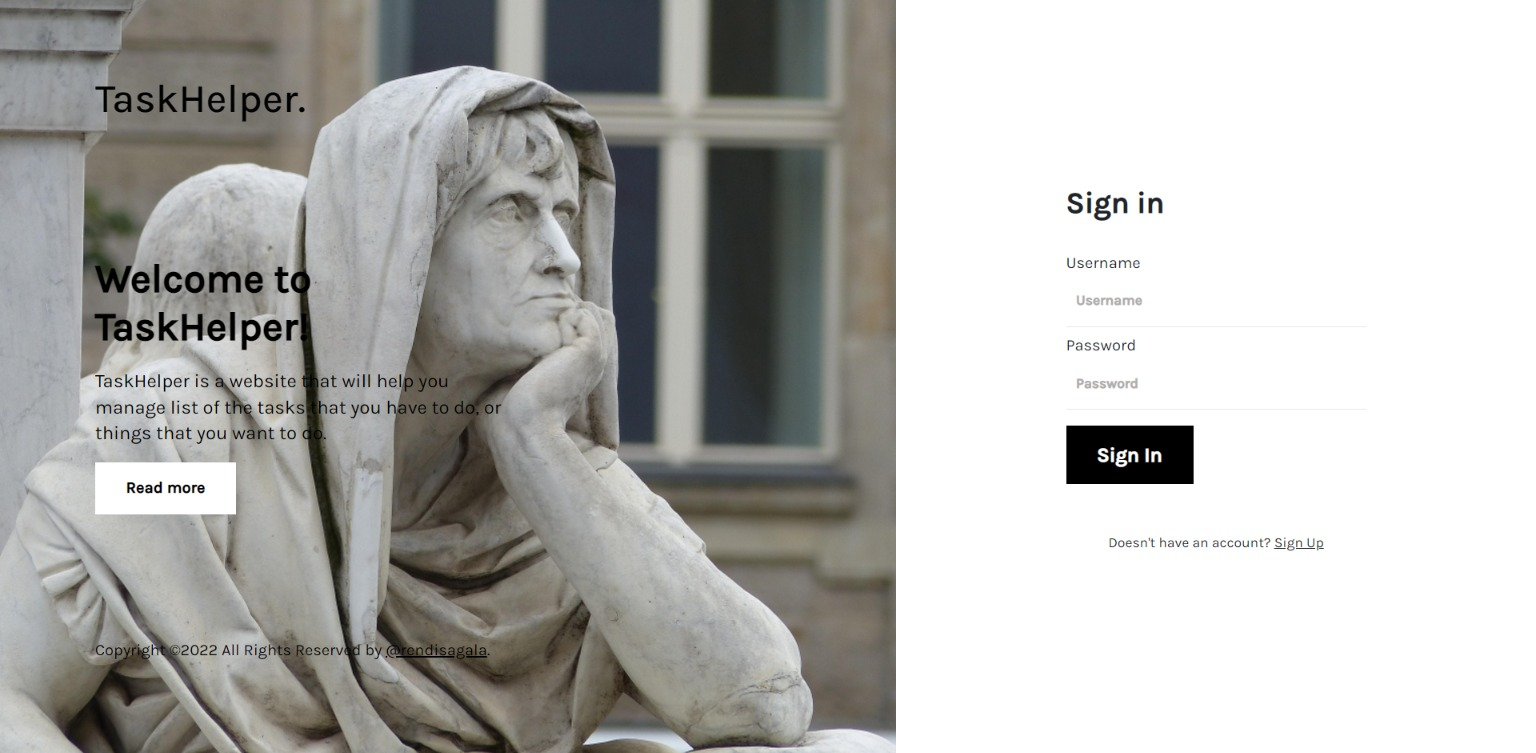 TaskHelper.
Welcome to
TaskHelper!
TaskHelper is a website that will help you
manage list of the tasks that you have to do, or
things that you want to do.
Read more
Copyright ©2022 All Rights Reserved by @rendisagala.
Sign in
Username
Username
Password
Password
Sign In
Doesn't have an account? Sign Up